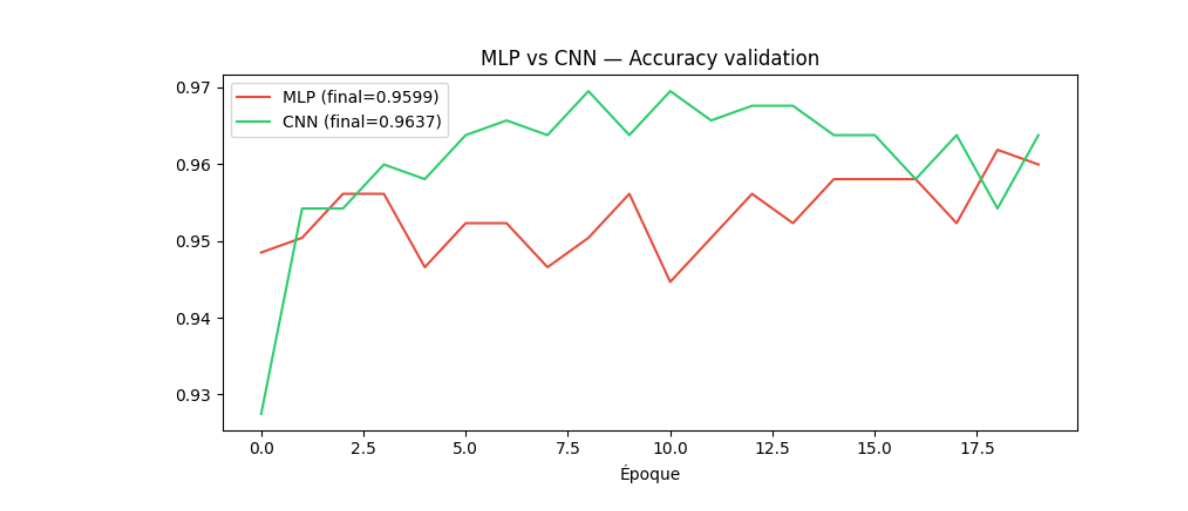 MLP vs CNN — Accuracy validation
MLP (final=0.9599)
CNN (final=0.9637)
0.97
0.96
0.95
0.94
0.93
0.0 2.5 5.0 7.5 10.0 12.5 15.0 17.5
Époque